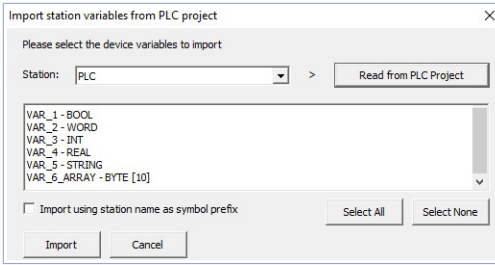 Import station variables from PLC project
Please select the device variables to import
Station: PLC > Read from PLC Project
VAR_1 - BOOL
VAR_2 - WORD
VAR_3 - INT
VAR_4 - REAL
VAR_5 - STRING
VAR_6_ARRAY - BYTE [10]
Import using station name as symbol prefix
Select All Select None
Import Cancel